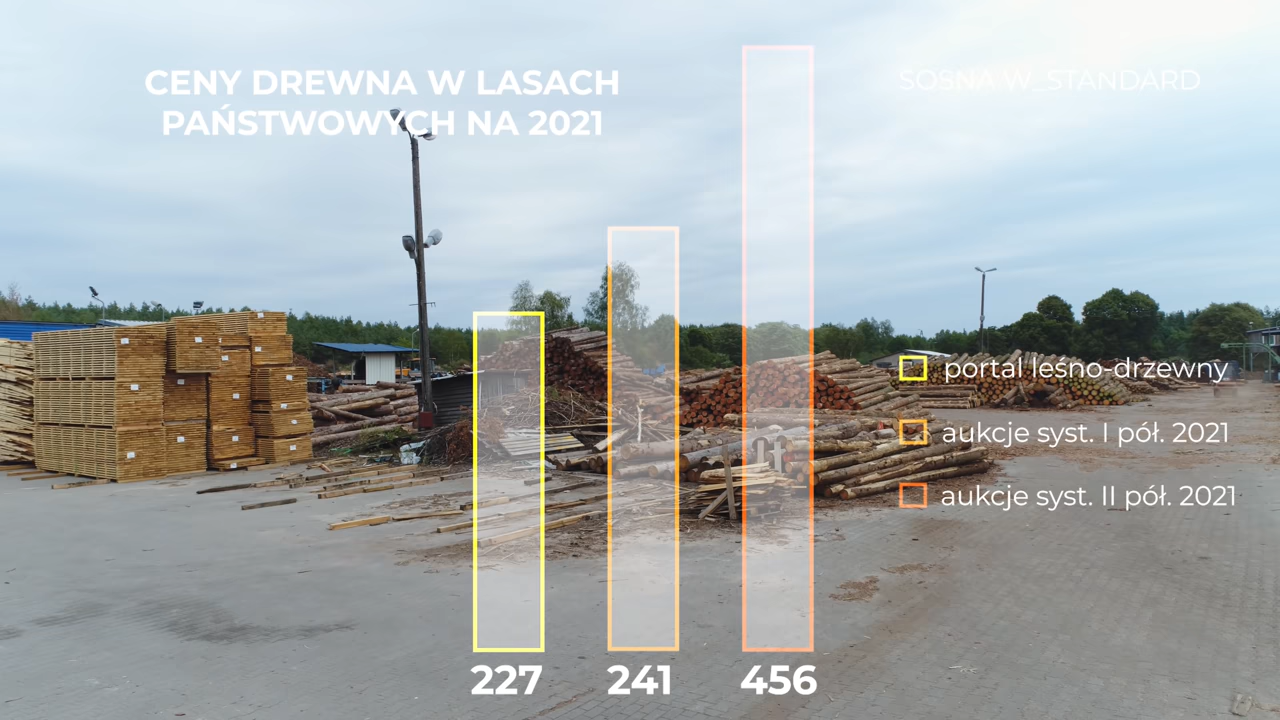 CENY DREWNA W LASACH
PAŃSTWOWYCH NA 2021
SOSNA W_STANDARD
portal leśno-drzewny
aukcje syst. I pół. 2021
aukcje syst. II pół. 2021
227 241 456